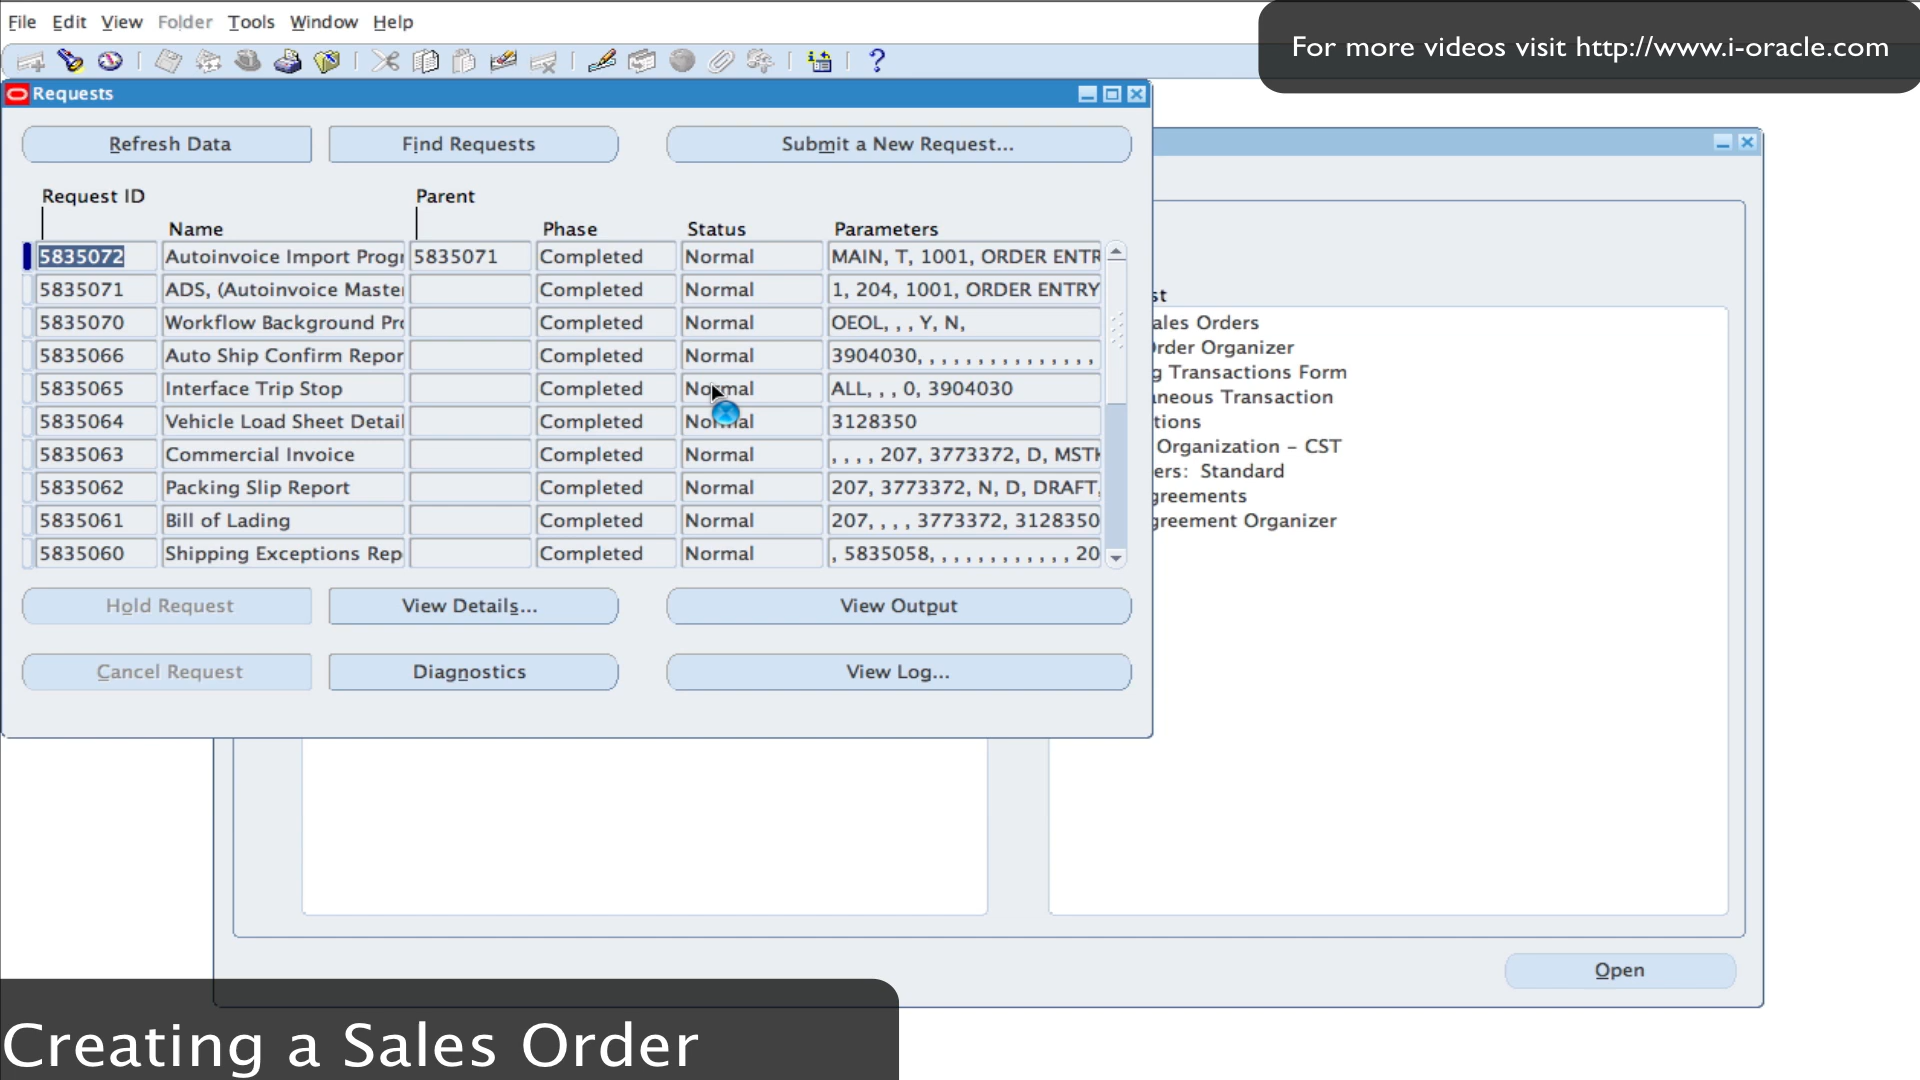 File Edit View Folder Tools Window Help
For more videos visit http://www.i-oracle.com
Requests
Refresh Data Find Requests Submit a New Request...
Request ID Parent
Name Phase Status Parameters
5835072 Autoinvoice Import Progr 5835071 Completed Normal MAIN, T, 1001, ORDER ENTR
5835071 ADS, (Autoinvoice Master Completed Normal 1, 204, 1001, ORDER ENTRY
5835070 Workflow Background Pro Completed Normal OEOL, , , Y, N,
5835066 Auto Ship Confirm Repor Completed Normal 3904030, , , , , , , , , , , , , ,
5835065 Interface Trip Stop Completed Normal ALL, , , 0, 3904030
5835064 Vehicle Load Sheet Detail Completed Normal 3128350
5835063 Commercial Invoice Completed Normal , , , , 207, 3773372, D, MSTK
5835062 Packing Slip Report Completed Normal 207, 3773372, N, D, DRAFT,
5835061 Bill of Lading Completed Normal 207, , , , 3773372, 3128350
5835060 Shipping Exceptions Rep Completed Normal , 5835058, , , , , , , , , , , 20
st
ales Orders
rder Organizer
g Transactions Form
aneous Transaction
tions
Organization – CST
ers: Standard
greements
greement Organizer
Hold Request View Details... View Output
Cancel Request Diagnostics View Log...
Open
Creating a Sales Order